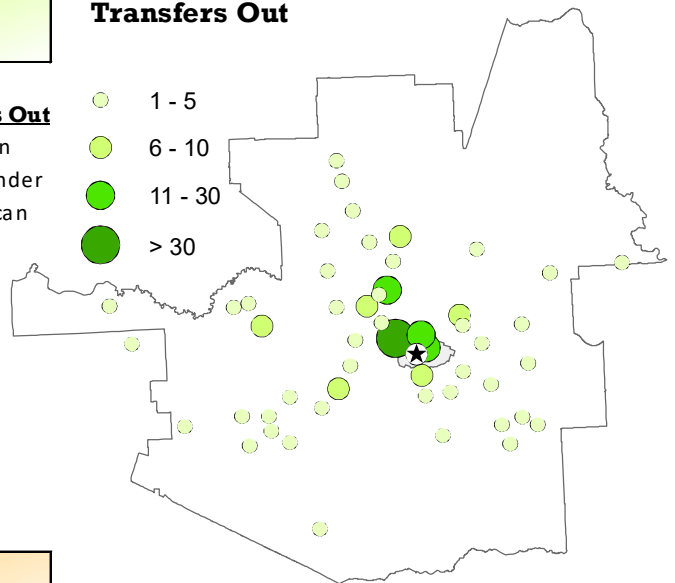 Transfers Out
s Out
n
nder
can
1 - 5
6 - 10
11 - 30
> 30